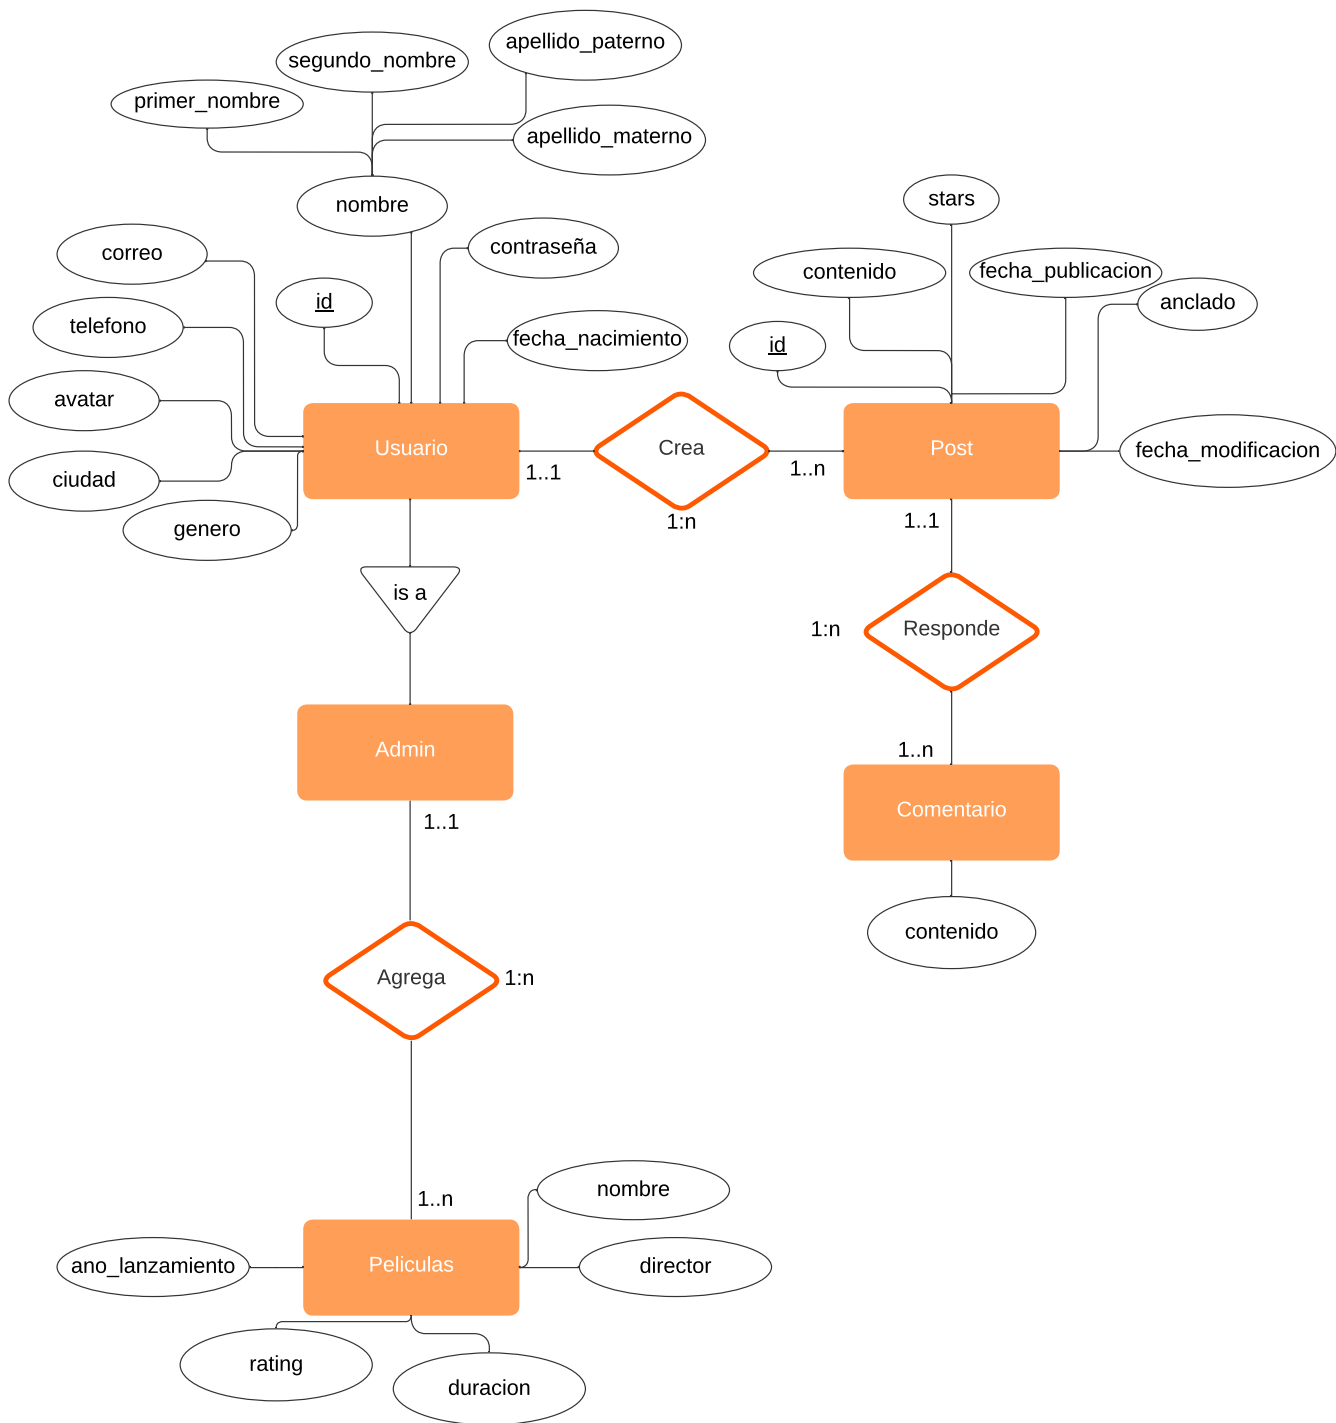 apellido_paterno
segundo_nombre
primer_nombre
apellido_materno
nombre
stars
correo
contraseña
contenido
fecha_publicacion
id
anclado
telefono
fecha_nacimiento
id
avatar
Usuario
Crea
Post
fecha_modificacion
1..1
1..n
ciudad
1:n
1..1
genero
is a
1:n
Responde
Admin
1..n
Comentario
1..1
contenido
Agrega
1:n
1..n
nombre
ano_lanzamiento
Peliculas
director
rating
duracion